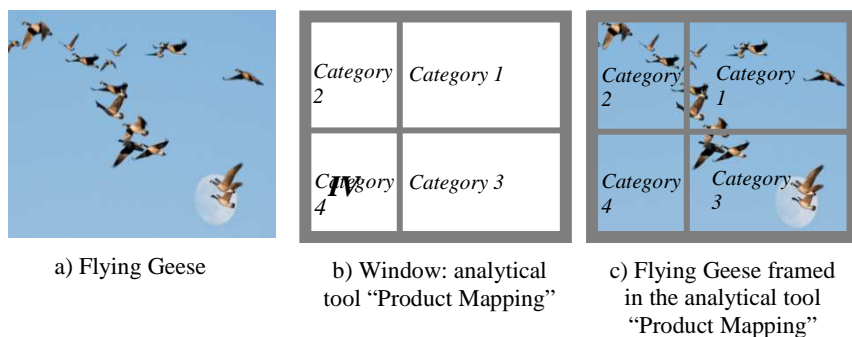 Category
2
Category 1
Category
4
IV
Category 3
Category
2
Category
1
Category
4
Category
3
a) Flying Geese
b) Window: analytical
tool “Product Mapping”
c) Flying Geese framed
in the analytical tool
“Product Mapping”